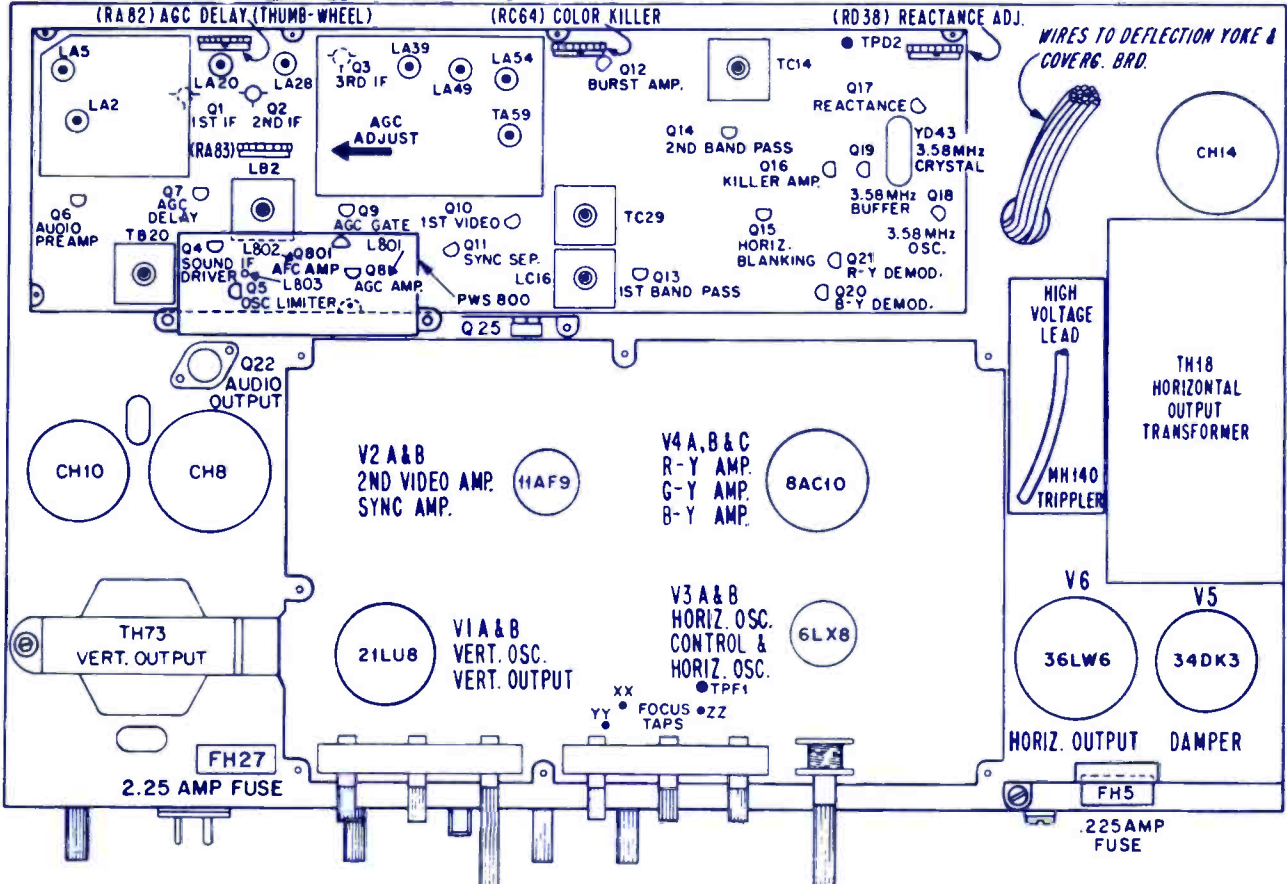 (RA82) AGC DELAY (THUMB-WHEEL)
(RC64) COLOR KILLER
(RD38) REACTANCE ADJ.
WIRES TO DEFLECTION YOKE &
COVERG. BRD.
LA5
LA2
LA20
LA28
Q1
1ST IF
Q2
2ND IF
Q3
3RD IF
LA39
LA49
LA54
TA59
AGC
ADJUST
(RA83)
Q12
BURST AMP.
TC14
TPD2
Q17
REACTANCE
Q14
2ND BAND PASS
Q16
KILLER AMP.
Q19
3.58MHz
BUFFER
YD43
3.58MHz
CRYSTAL
Q18
3.58 MHz
OSC.
CH14
Q6
AUDIO
PREAMP
Q7
AGC
DELAY
LB2
TB20
Q9
AGC GATE
Q10
1ST VIDEO
Q11
SYNC SEP.
TC29
LC16
Q13
1ST BAND PASS
Q15
HORIZ.
BLANKING
Q21
R-Y DEMOD.
Q20
B-Y DEMOD.
Q4
SOUND IF
DRIVER
L802
Q801
AFC AMP
L801
Q8
AGC AMP.
L803
Q5
OSC LIMITER
PWS 800
Q25
Q22
AUDIO
OUTPUT
HIGH
VOLTAGE
LEAD
MH140
TRIPPLER
TH18
HORIZONTAL
OUTPUT
TRANSFORMER
CH10
CH8
V2 A&B
2ND VIDEO AMP.
SYNC AMP.
11AF9
V4 A,B & C
R-Y AMP.
G-Y AMP.
B-Y AMP.
8AC10
TH73
VERT. OUTPUT
21LU8
V1 A & B
VERT. OSC.
VERT. OUTPUT
V3 A&B
HORIZ. OSC.
CONTROL &
HORIZ. OSC.
6LX8
TPF1
XX
YY
FOCUS
TAPS
ZZ
V6
36LW6
HORIZ. OUTPUT
V5
34DK3
DAMPER
FH27
2.25 AMP FUSE
FH5
.225AMP
FUSE